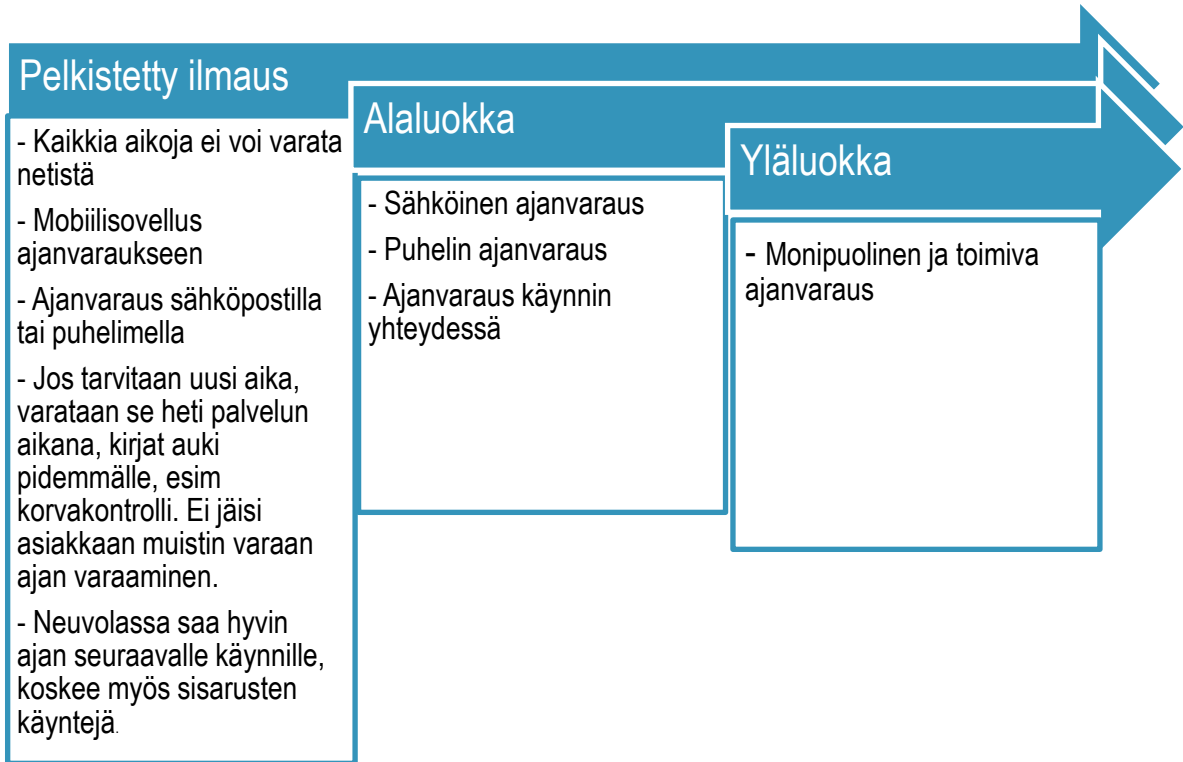 Pelkistetty ilmaus
- Kaikkia aikoja ei voi varata
netistä
- Mobiilisovellus
ajanvaraukseen
- Ajanvaraus sähköpostilla
tai puhelimella
- Jos tarvitaan uusi aika,
varataan se heti palvelun
aikana, kirjat auki
pidemmälle, esim
korvakontrolli. Ei jäisi
asiakkaan muistin varaan
ajan varaaminen.
- Neuvolassa saa hyvin
ajan seuraavalle käynnille,
koskee myös sisarusten
käyntejä.
Alaluokka
- Sähköinen ajanvaraus
- Puhelin ajanvaraus
- Ajanvaraus käynnin
yhteydessä
Yläluokka
- Monipuolinen ja toimiva
ajanvaraus